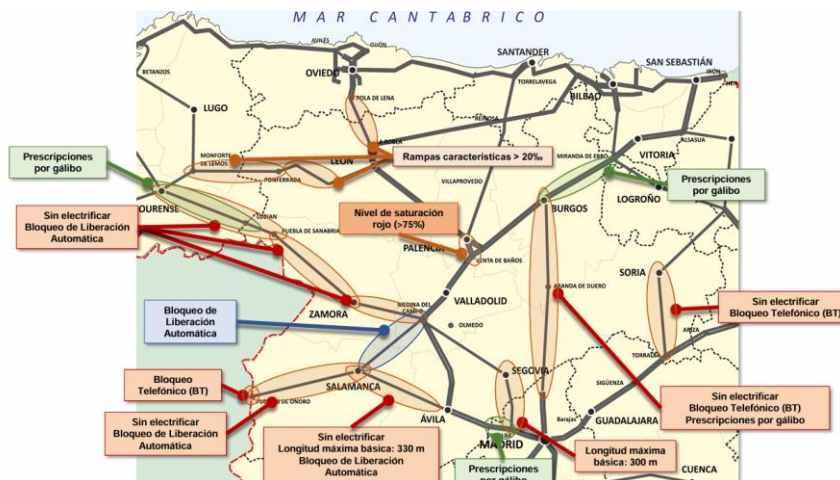 MAR CANTABRICO
AVILÉS
GIJÓN
OVIEDO
SANTANDER
SAN SEBASTIÁN
IRÚN
BETANZOS
TORRELAVEGA
BILBAO
POLA DE LENA
REINOSA
LUGO
ALSASUA
LA ROBLA
MONFORTE
DE LEMOS
LEÓN
Rampas características > 20‰
MIRANDA DE EBRO
VITORIA
Prescripciones
por gálibo
PONFERRADA
VILLAPROVEDO
Prescripciones
por gálibo
LOGROÑO
OURENSE
BURGOS
Sin electrificar
Bloqueo de Liberación
Automática
PUEBLA DE SANABRIA
Nivel de saturación
rojo (>75%)
PALENCIA
VENTA DE BAÑOS
SORIA
ARANDA DE DUERO
VALLADOLID
Sin electrificar
Bloqueo Telefónico (BT)
Bloqueo de
Liberación
Automática
ZAMORA
MEDINA DEL
CAMPO
OLMEDO
ARIZA
Bloqueo
Telefónico (BT)
SALAMANCA
SEGOVIA
SIGÜENZA
Sin electrificar
Bloqueo Telefónico (BT)
Prescripciones por gálibo
DE OÑORO
Sin electrificar
Bloqueo de Liberación
Automática
ÁVILA
Barajas
GUADALAJARA
Sin electrificar
Longitud máxima básica: 330 m
Bloqueo de Liberación
Automática
MADRID
Longitud máxima
básica: 300 m
Prescripciones
por gálibo
CUENCA